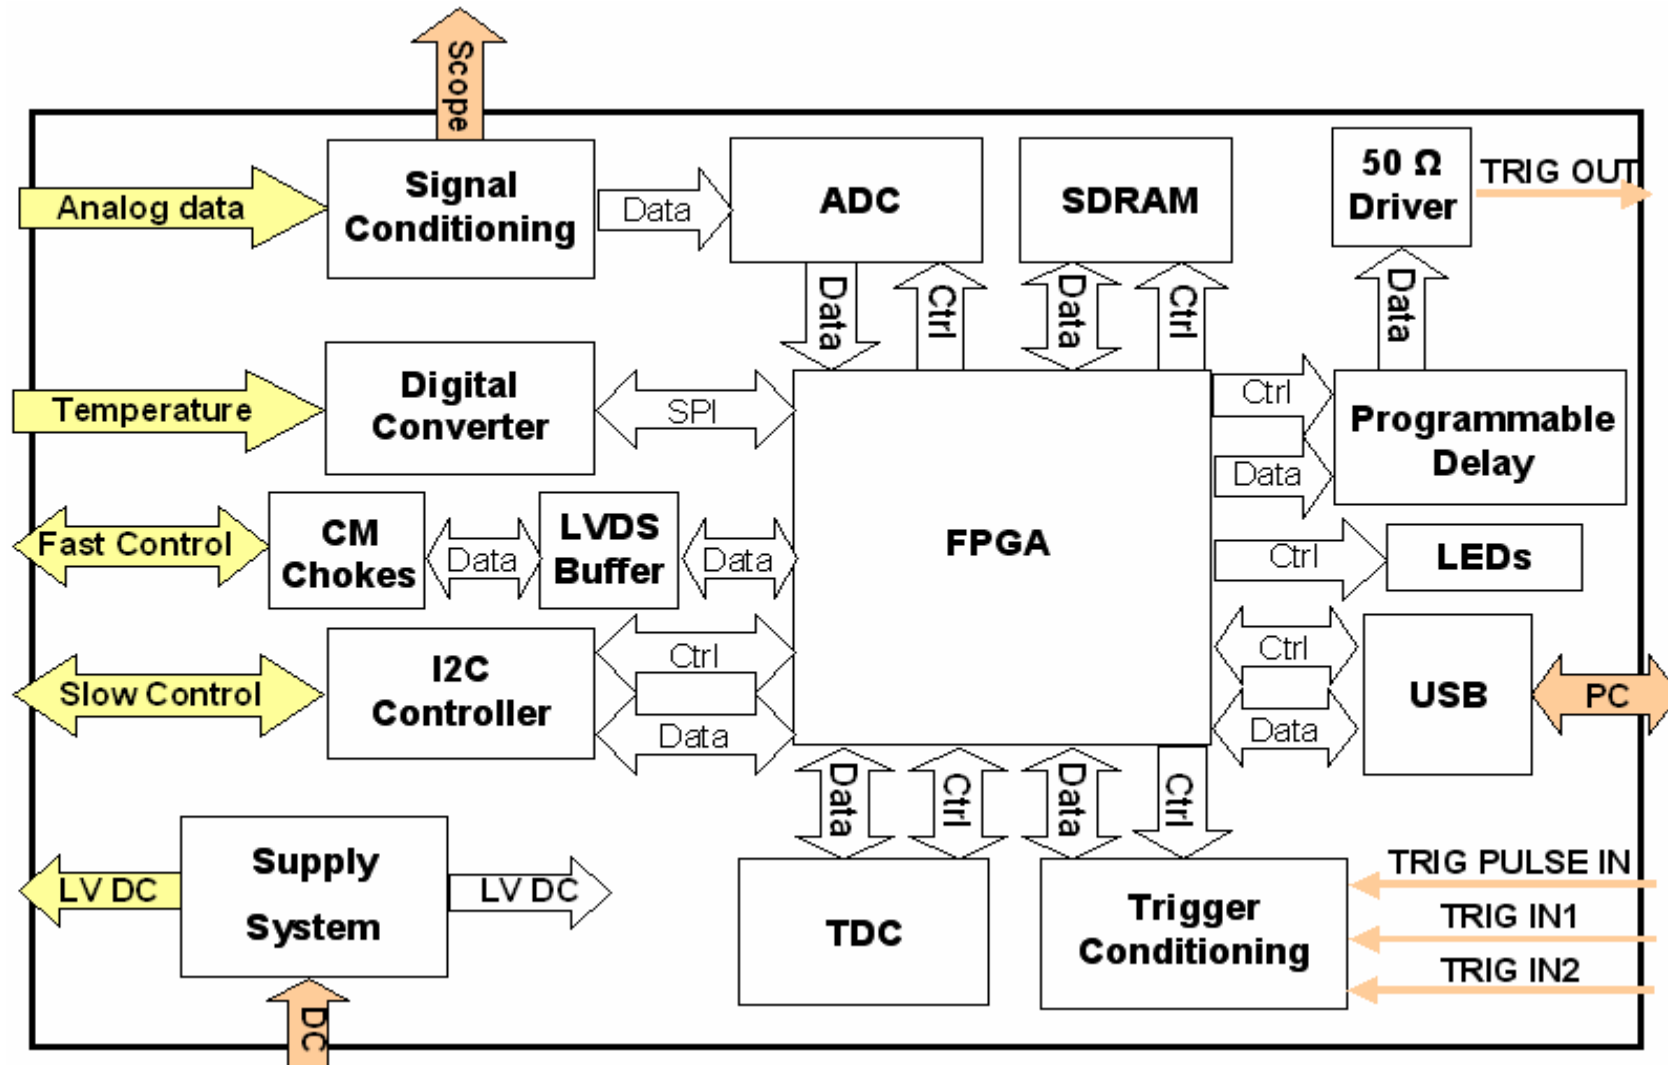 Scope
Analog data
Signal
Conditioning
Data
ADC
SDRAM
50 Ω
Driver
TRIG OUT
Data
Ctrl
Data
Ctrl
Data
Temperature
Digital
Converter
SPI
Ctrl
Data
Programmable
Delay
Fast Control
CM
Chokes
Data
LVDS
Buffer
Data
FPGA
Ctrl
LEDs
Slow Control
I2C
Controller
Ctrl
Data
Ctrl
Data
USB
PC
Data
Ctrl
Data
Ctrl
LV DC
Supply
System
LV DC
DC
TDC
Trigger
Conditioning
TRIG PULSE IN
TRIG IN1
TRIG IN2